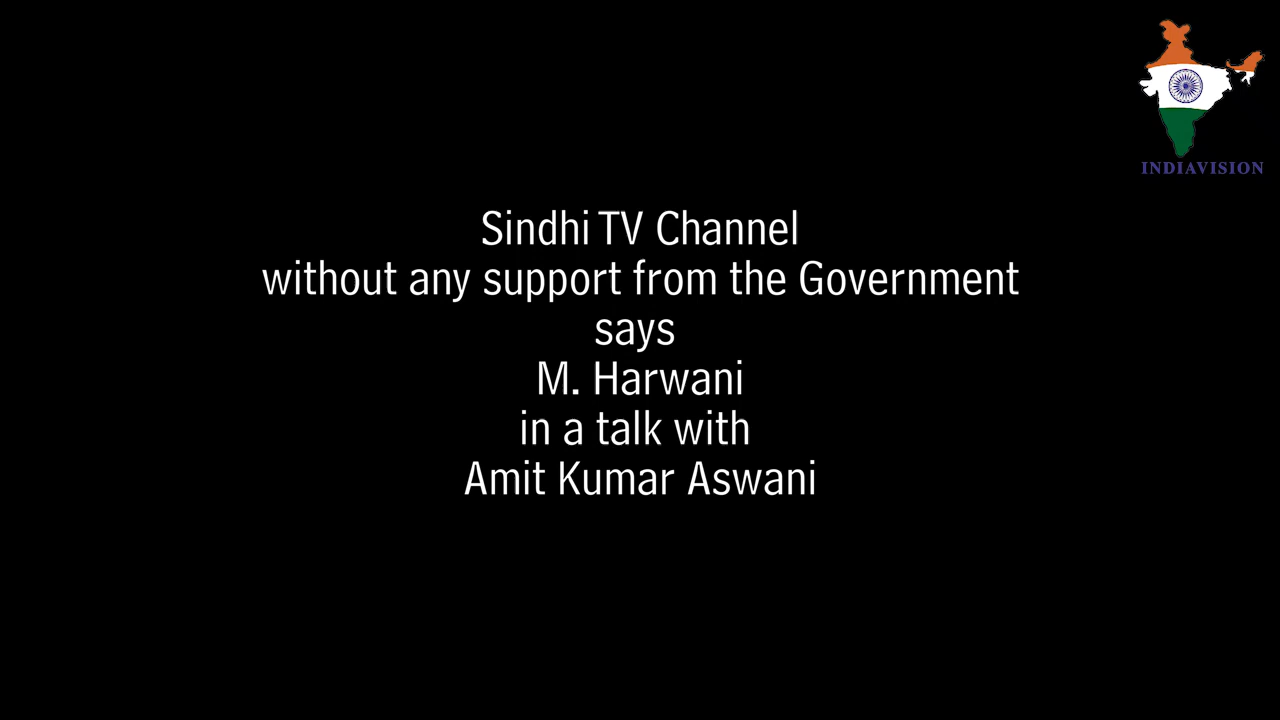 INDIAVISION
Sindhi TV Channel
without any support from the Government
says
M. Harwani
in a talk with
Amit Kumar Aswani